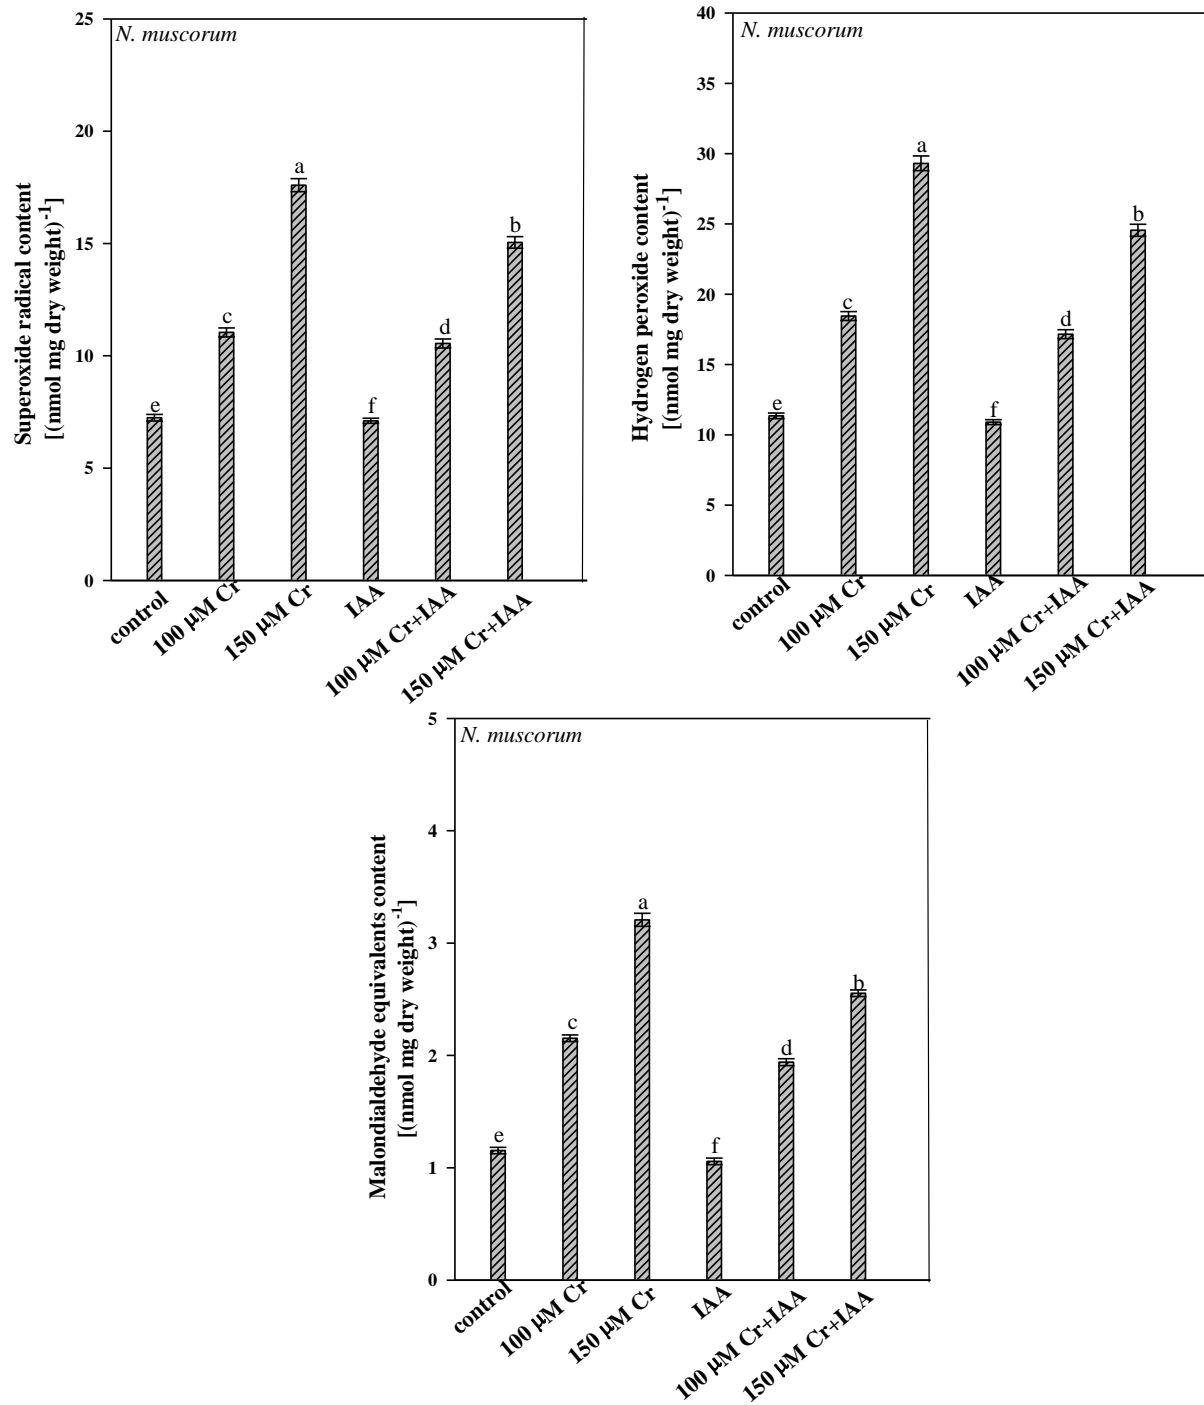 N. muscorum
Superoxide radical content
[(nmol mg dry weight)-1]
25
20
15
10
5
0
e
c
a
f
d
b
control
100 µM Cr
150 µM Cr
IAA
100 µM Cr+IAA
150 µM Cr+IAA
N. muscorum
Hydrogen peroxide content
[(nmol mg dry weight)-1]
40
35
30
25
20
15
10
5
0
e
c
a
f
d
b
control
100 µM Cr
150 µM Cr
IAA
100 µM Cr+IAA
150 µM Cr+IAA
N. muscorum
Malondialdehyde equivalents content
[(nmol mg dry weight)-1]
5
4
3
2
1
0
e
c
a
f
d
b
control
100 µM Cr
150 µM Cr
IAA
100 µM Cr+IAA
150 µM Cr+IAA